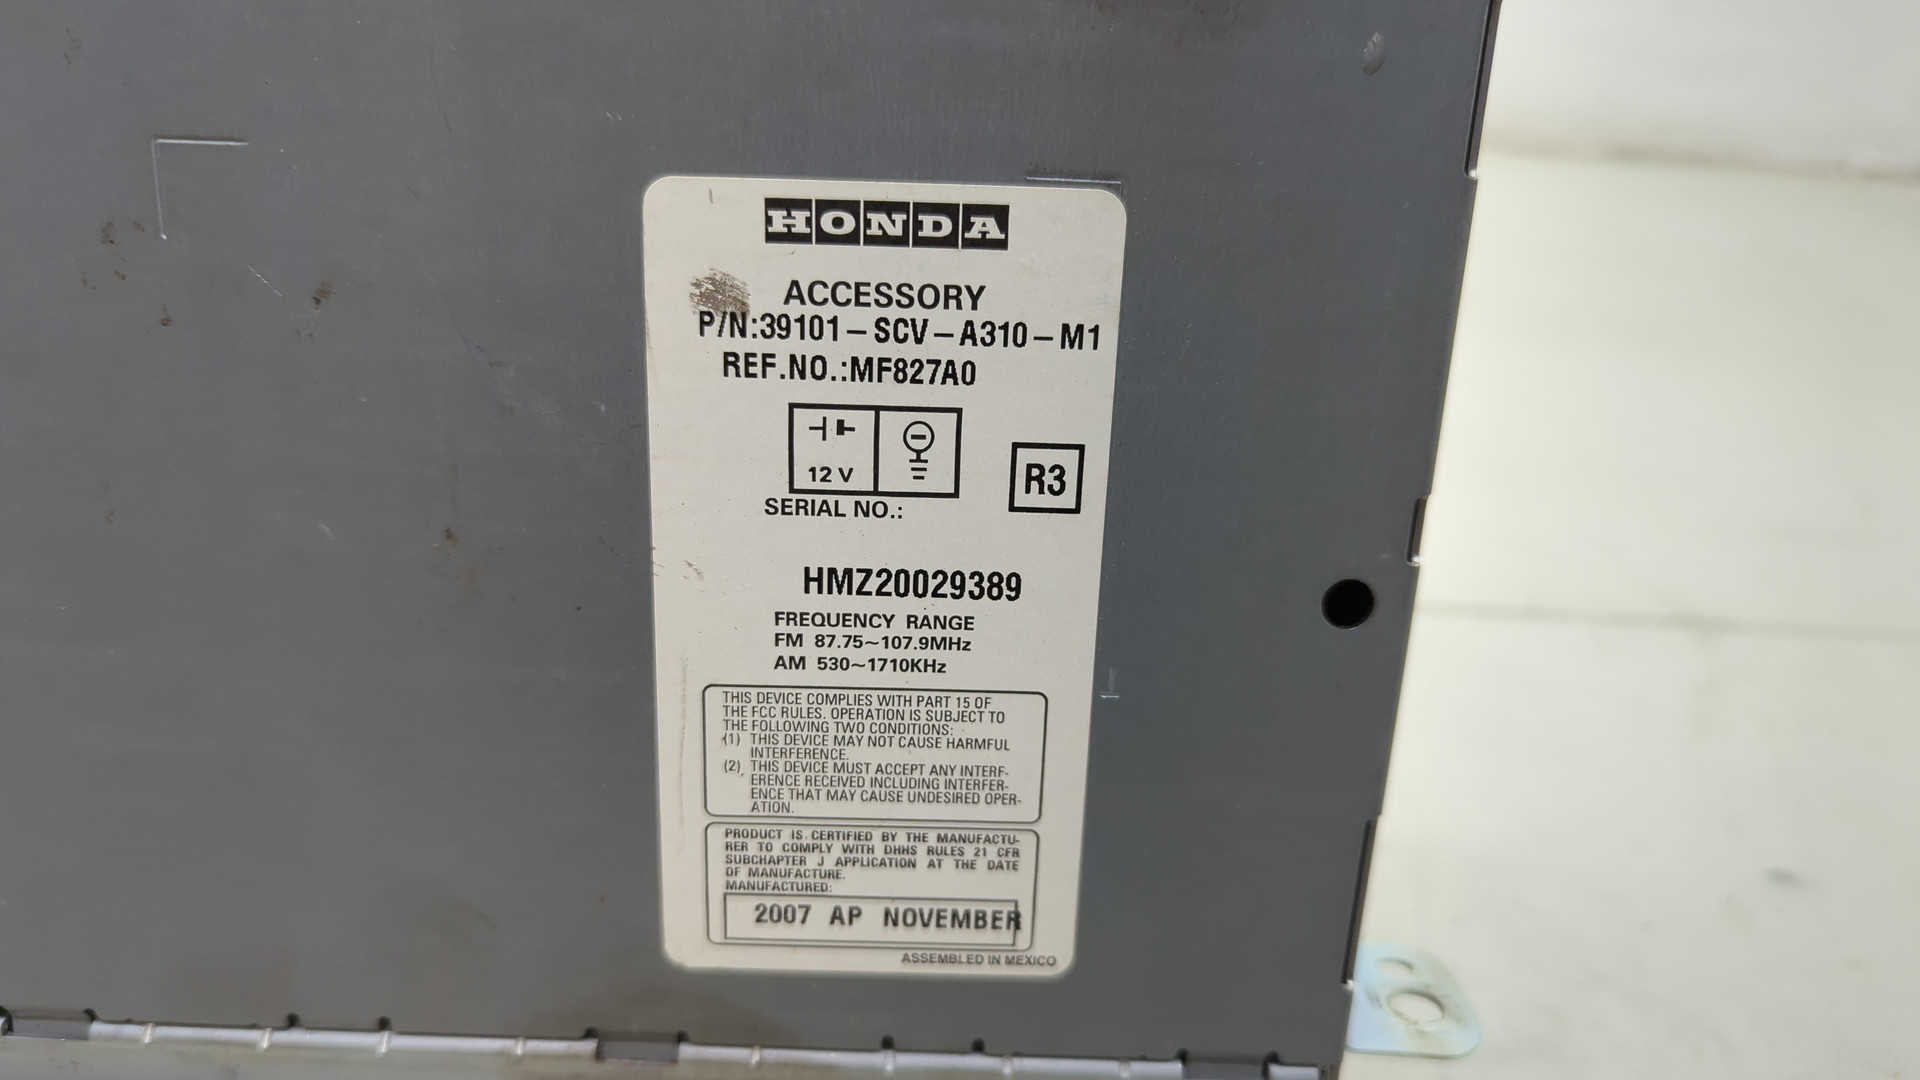 HONDA
ACCESSORY
P/N:39101-SCV-A310-M1
REF.NO.:MF827A0
12 V
R3
SERIAL NO.:
HMZ20029389
FREQUENCY RANGE
FM 87.75~107.9MHz
AM 530~1710KHz
THIS DEVICE COMPLIES WITH PART 15 OF
THE FCC RULES. OPERATION IS SUBJECT TO
THE FOLLOWING TWO CONDITIONS:
(1) THIS DEVICE MAY NOT CAUSE HARMFUL
INTERFERENCE.
(2) THIS DEVICE MUST ACCEPT ANY INTERF-
ERENCE RECEIVED INCLUDING INTERFER-
ENCE THAT MAY CAUSE UNDESIRED OPER-
ATION.
PRODUCT IS CERTIFIED BY THE MANUFACTU-
RER TO COMPLY WITH DHHS RULES 21 CFR
SUBCHAPTER J APPLICATION AT THE DATE
OF MANUFACTURE.
MANUFACTURED:
2007 AP NOVEMBER
ASSEMBLED IN MEXICO